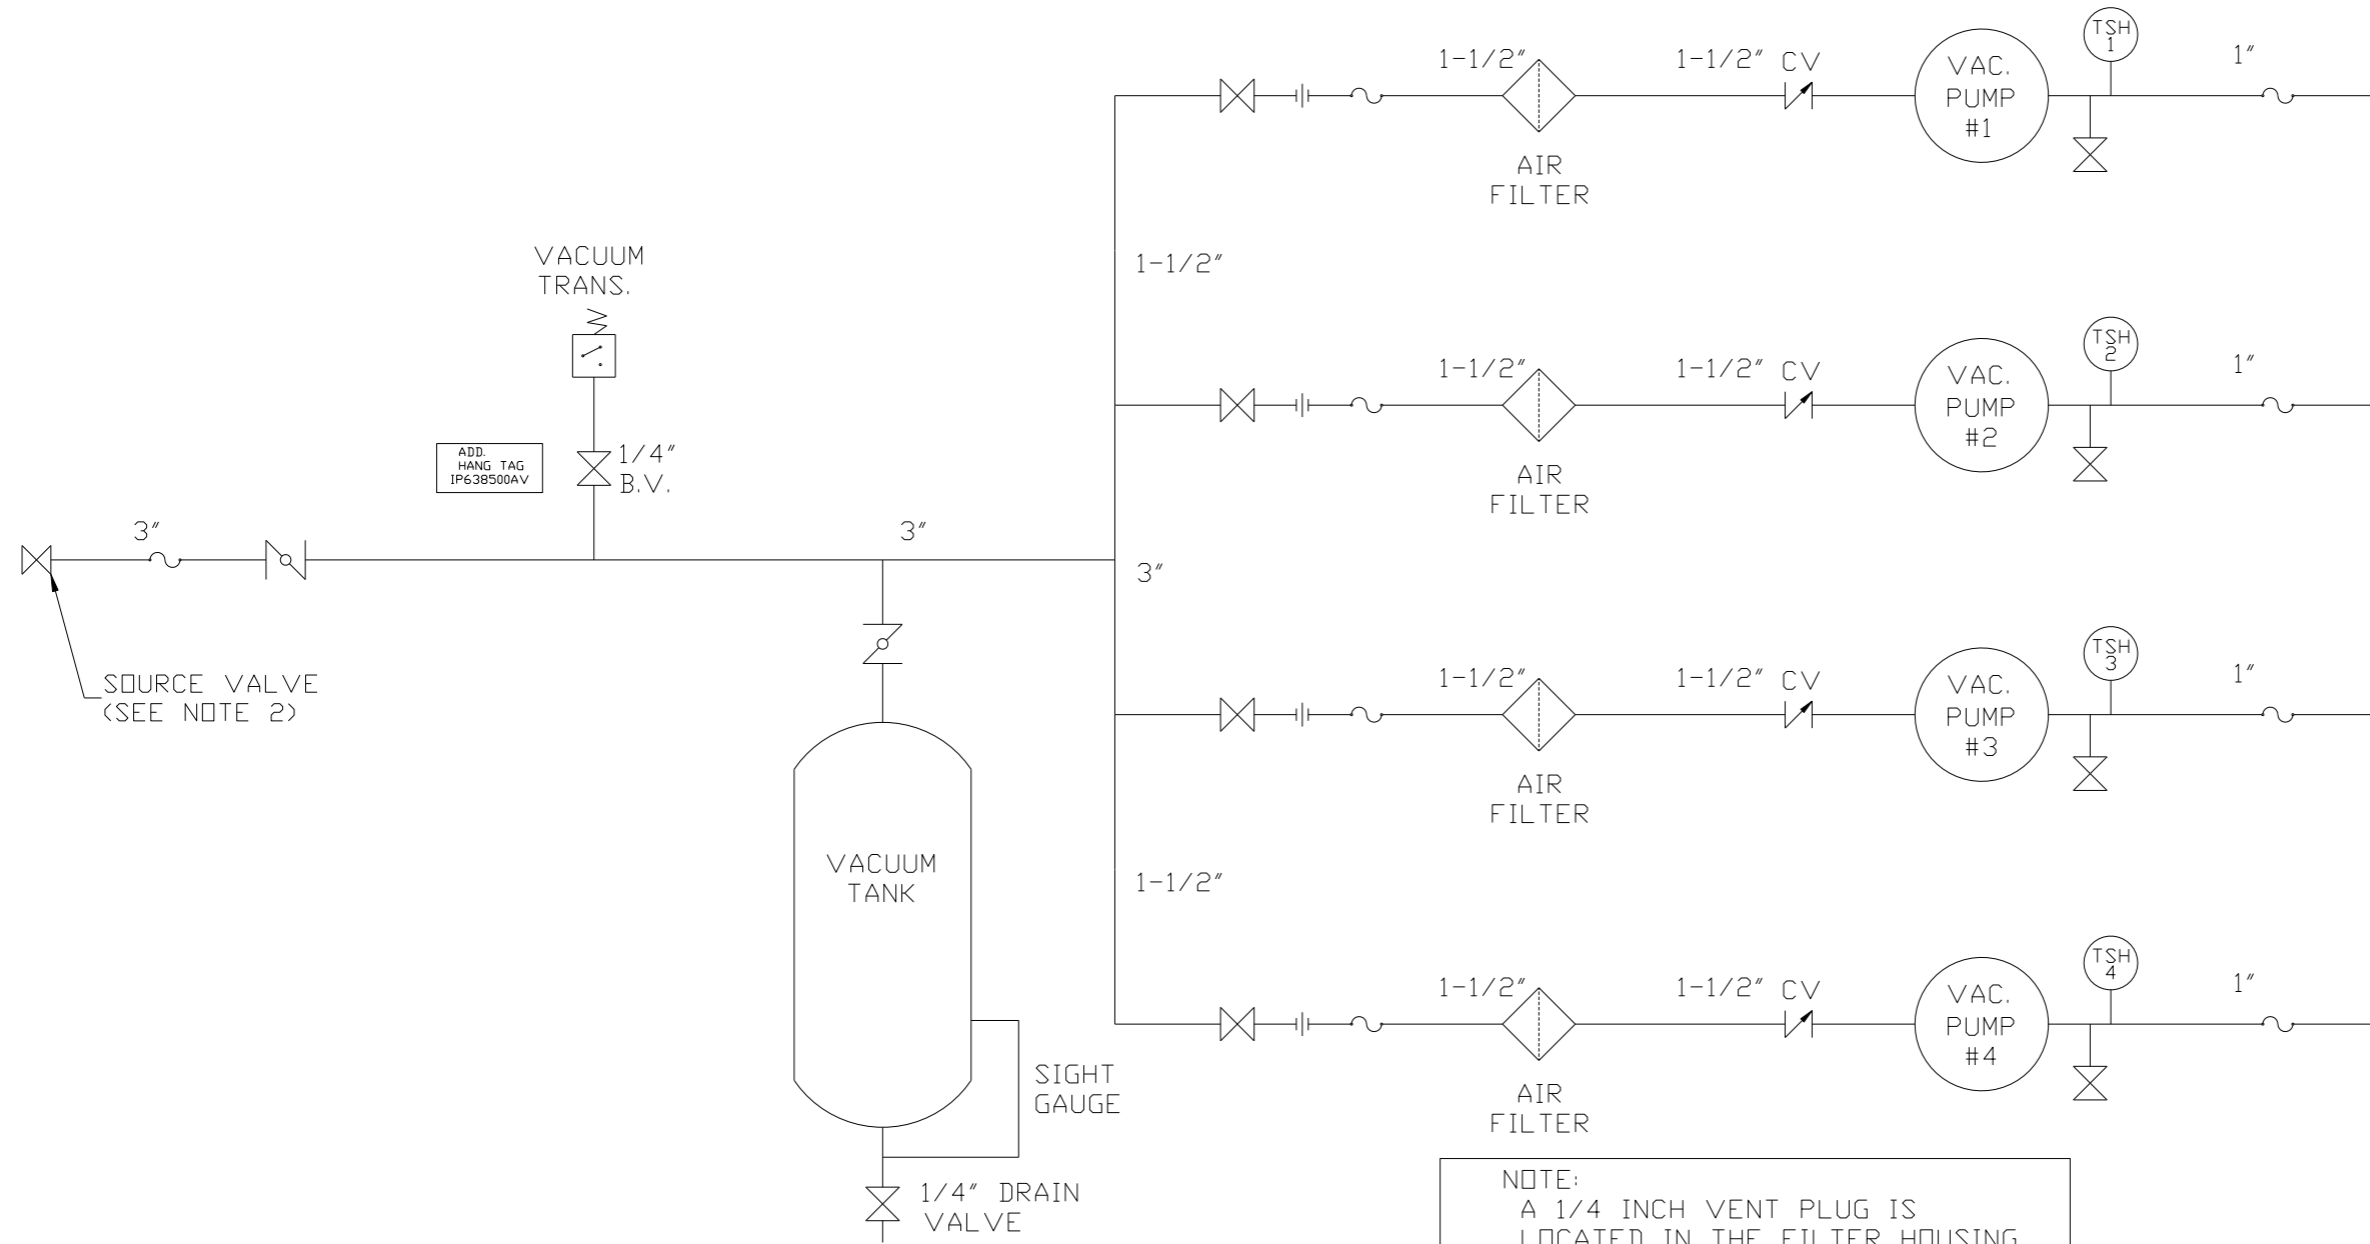 1-1/2″ 1-1/2″ CV
VAC.
PUMP
#1
TSH
1
1″
AIR
FILTER
VACUUM
TRANS.
1-1/2″
1-1/2″ 1-1/2″ CV
VAC.
PUMP
#2
TSH
2
1″
AIR
FILTER
ADD.
HANG TAG
IP638500AV
1/4″
B.V.
3″
3″
3″
SOURCE VALVE
(SEE NOTE 2)
1-1/2″ 1-1/2″ CV
VAC.
PUMP
#3
TSH
3
1″
AIR
FILTER
VACUUM
TANK
1-1/2″
1-1/2″ 1-1/2″ CV
VAC.
PUMP
#4
TSH
4
1″
AIR
FILTER
SIGHT
GAUGE
1/4″ DRAIN
VALVE
NOTE:
A 1/4 INCH VENT PLUG IS
LOCATED IN THE FILTER HOUSING